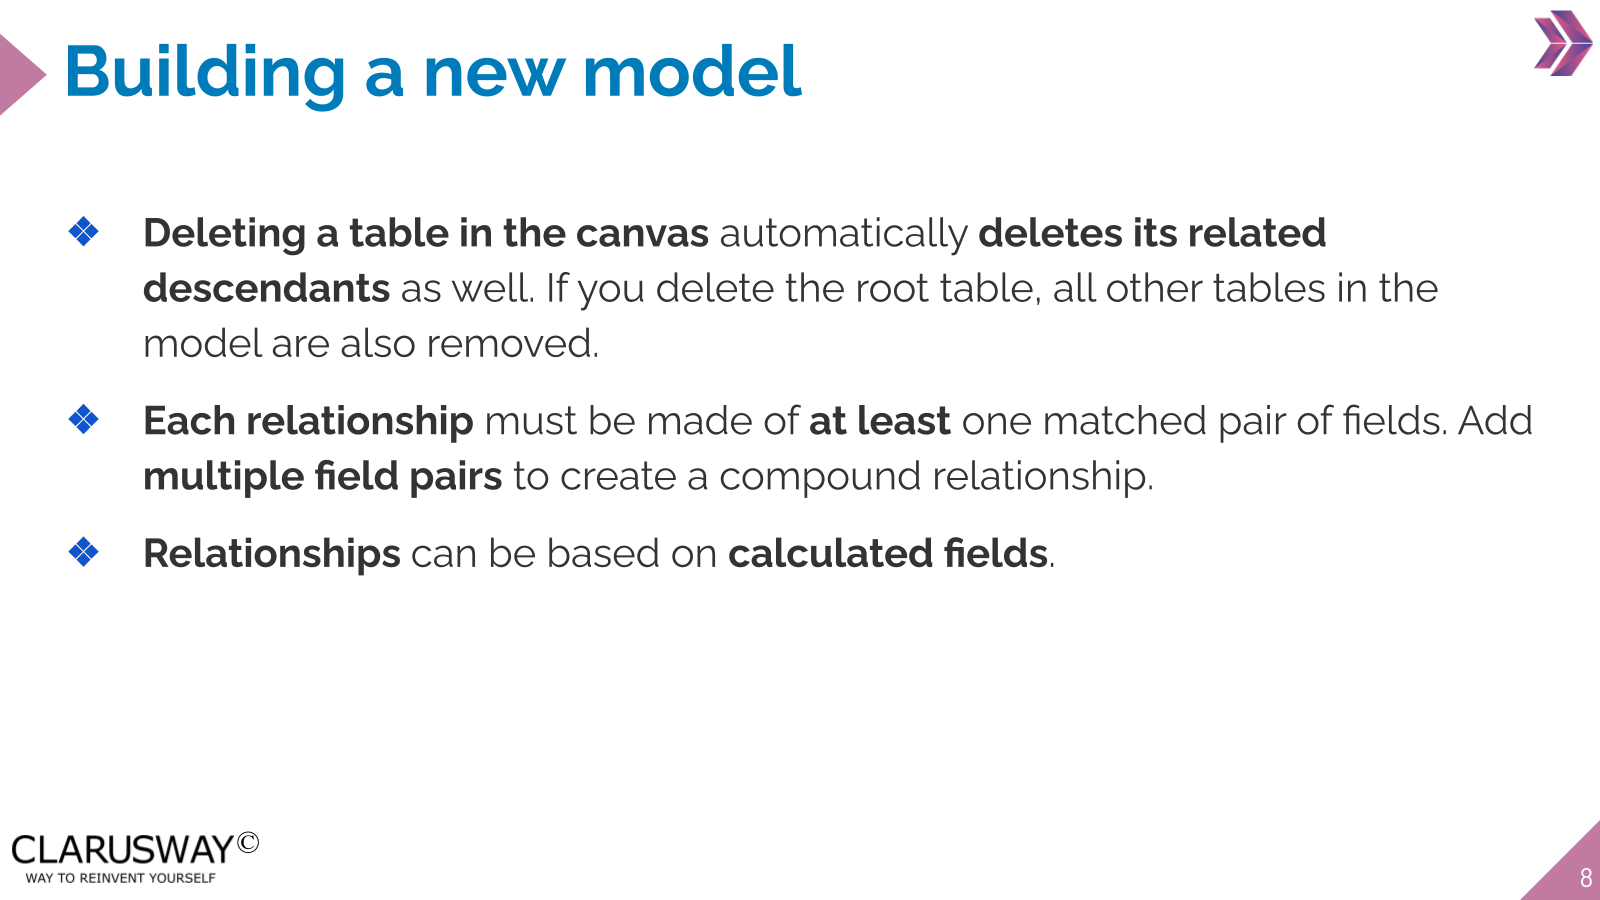 Building a new model
❖ Deleting a table in the canvas automatically deletes its related
descendants as well. If you delete the root table, all other tables in the
model are also removed.
❖ Each relationship must be made of at least one matched pair of fields. Add
multiple field pairs to create a compound relationship.
❖ Relationships can be based on calculated fields.
CLARUSWAY©
WAY TO REINVENT YOURSELF
8